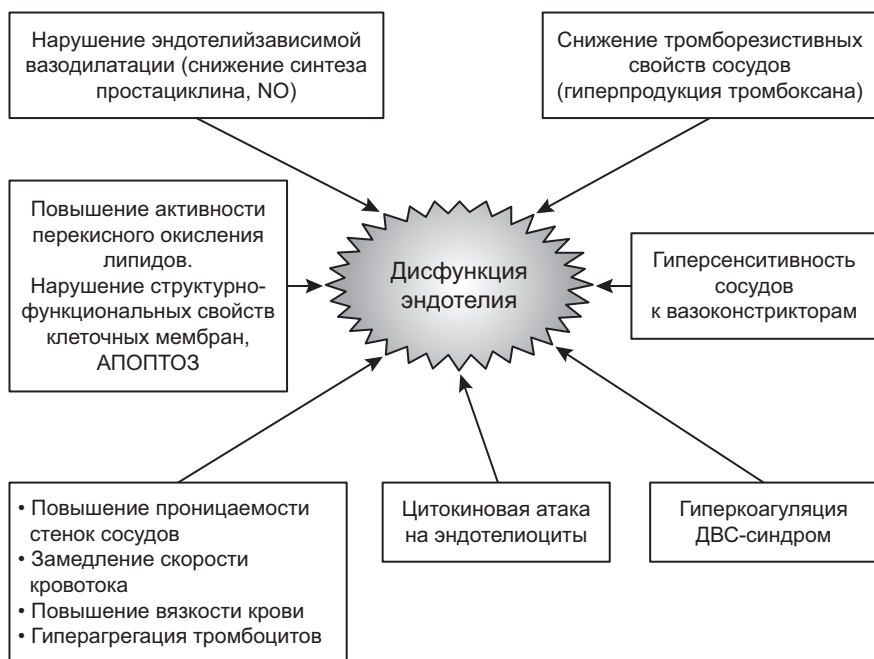 Нарушение эндотелийзависимой
вазодилатации (снижение синтеза
простациклина, NO)
Снижение тромборезистивных
свойств сосудов
(гиперпродукция тромбоксана)
Повышение активности
перекисного окисления
липидов.
Нарушение структурно-
функциональных свойств
клеточных мембран,
АПОПТОЗ
Дисфункция
эндотелия
Гиперсенситивность
сосудов
к вазоконстрикторам
• Повышение проницаемости
стенок сосудов
• Замедление скорости
кровотока
• Повышение вязкости крови
• Гиперагрегация тромбоцитов
Цитокиновая атака
на эндотелиоциты
Гиперкоагуляция
ДВС-синдром